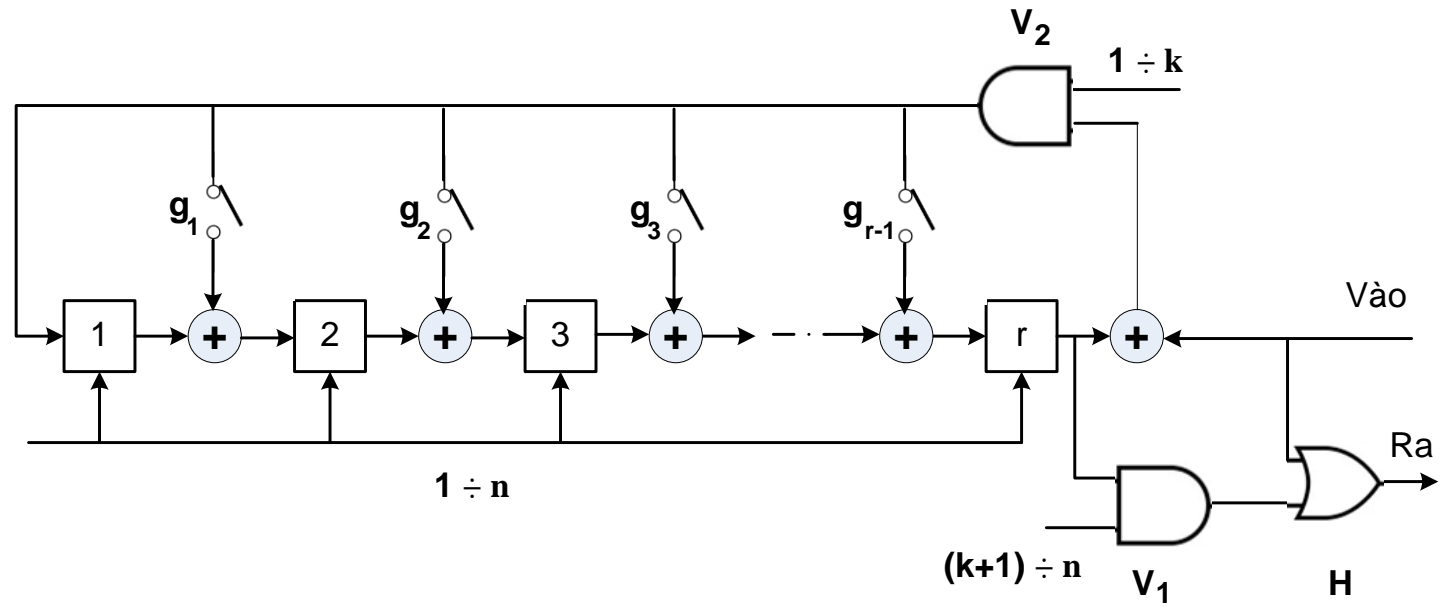 V₂
1 ÷ k
g₁
g₂
g₃
gᵣ₋₁
1 + 2 + 3 + + r +
Vào
Ra
1 ÷ n
(k+1) ÷ n
V₁
H